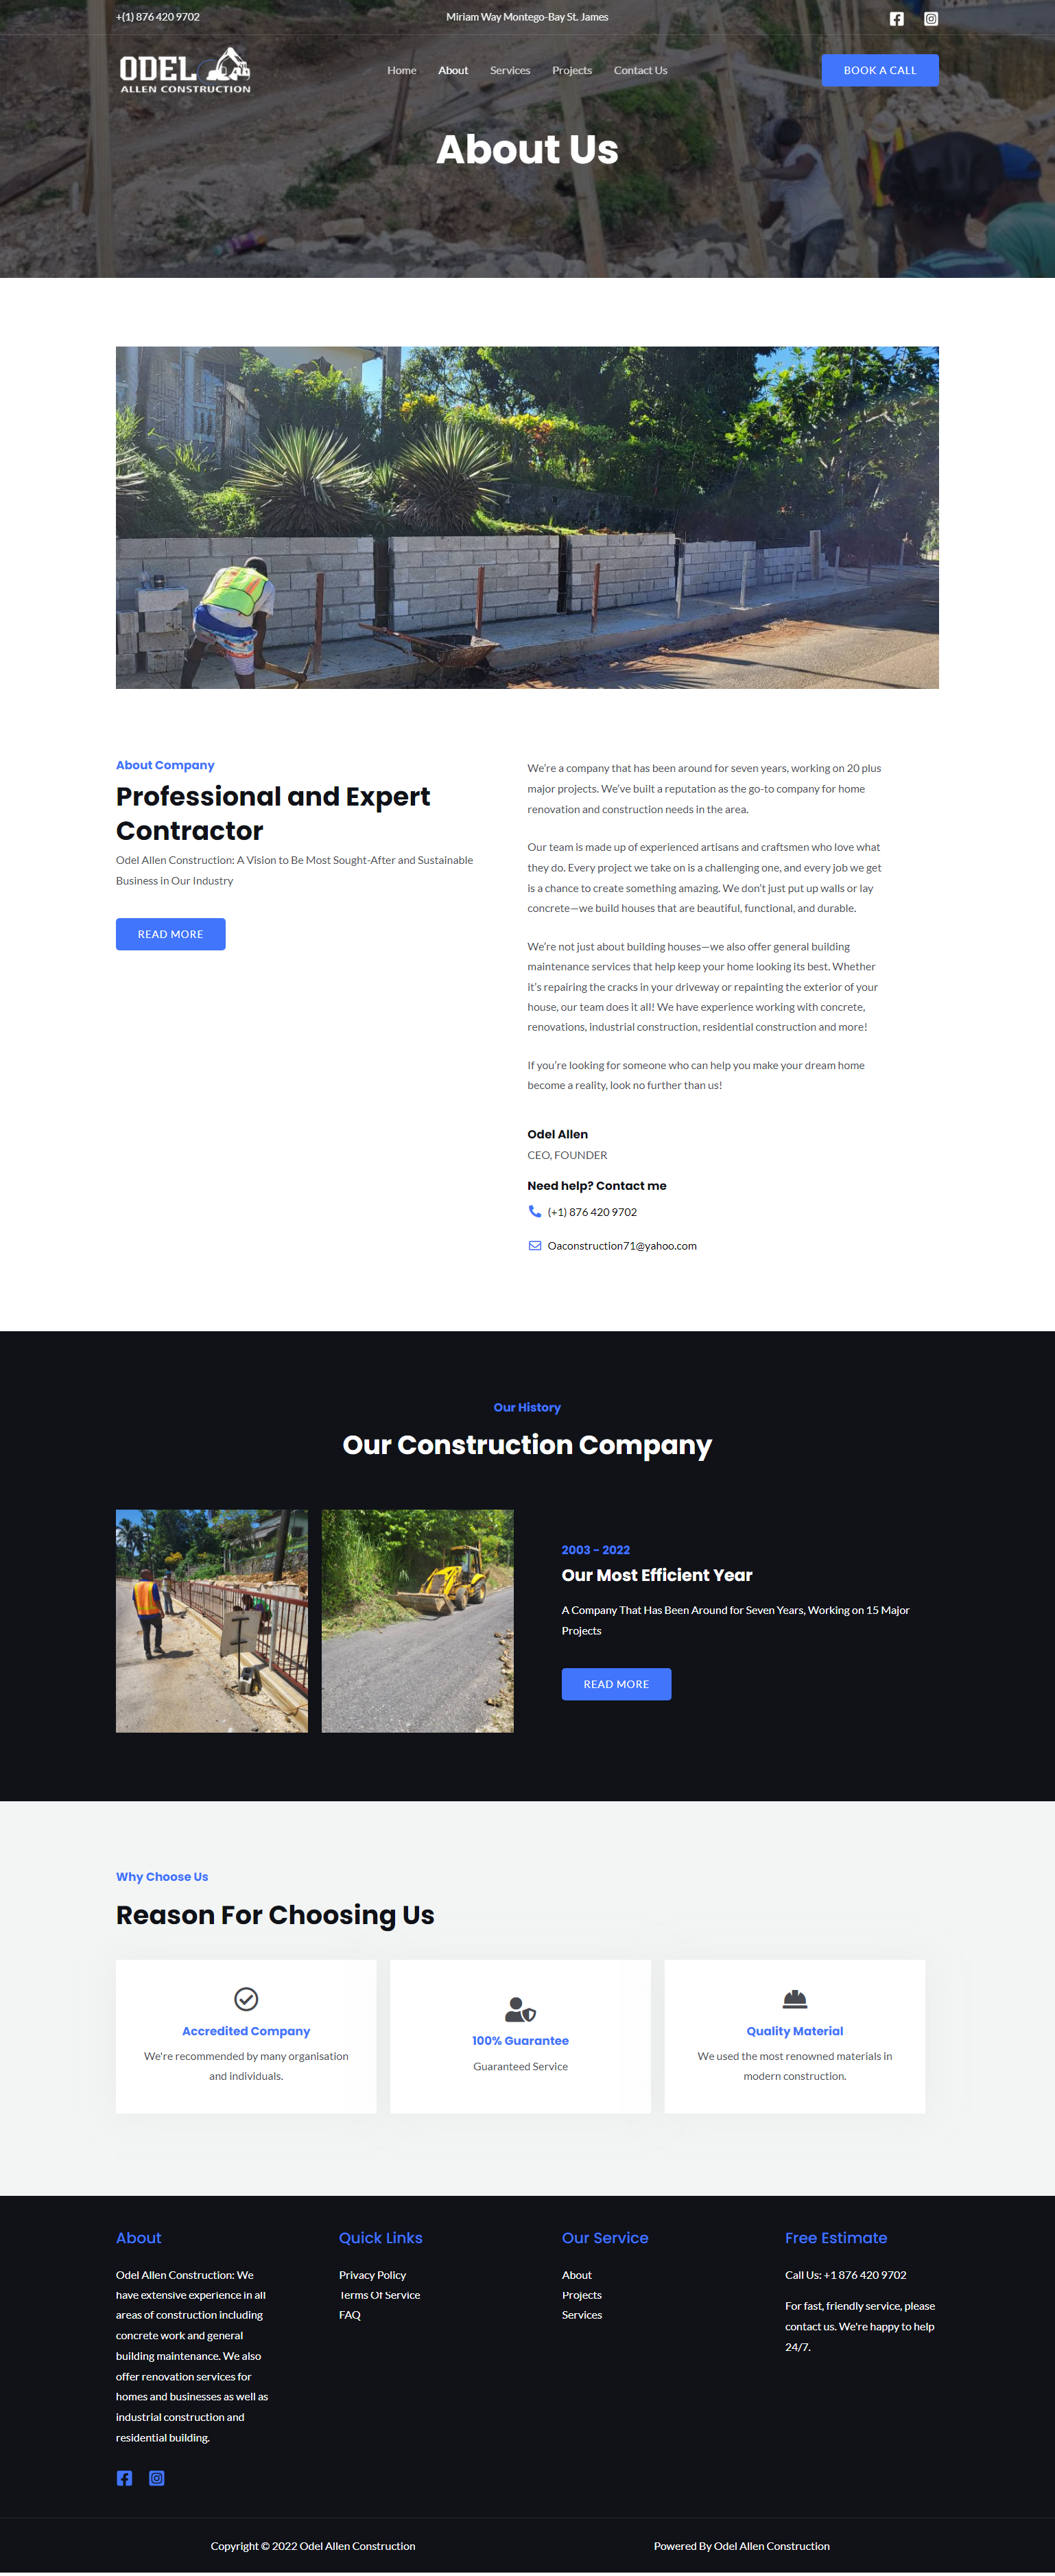 +(1) 876 420 9702
Miriam Way Montego-Bay St. James
ODEL
ALLEN CONSTRUCTION
Home
About
Services
Projects
Contact Us
BOOK A CALL
About Us
About Company
Professional and Expert
Contractor
Odel Allen Construction: A Vision to Be Most Sought-After and Sustainable
Business in Our Industry
READ MORE
We’re a company that has been around for seven years, working on 20 plus
major projects. We’ve built a reputation as the go-to company for home
renovation and construction needs in the area.
Our team is made up of experienced artisans and craftsmen who love what
they do. Every project we take on is a challenging one, and every job we get
is a chance to create something amazing. We don’t just put up walls or lay
concrete—we build houses that are beautiful, functional, and durable.
We’re not just about building houses—we also offer general building
maintenance services that help keep your home looking its best. Whether
it’s repairing the cracks in your driveway or repainting the exterior of your
house, our team does it all! We have experience working with concrete,
renovations, industrial construction, residential construction and more!
If you’re looking for someone who can help you make your dream home
become a reality, look no further than us!
Odel Allen
CEO, FOUNDER
Need help? Contact me
(+1) 876 420 9702
Oaconstruction71@yahoo.com
Our History
Our Construction Company
2003 - 2022
Our Most Efficient Year
A Company That Has Been Around for Seven Years, Working on 15 Major
Projects
READ MORE
Why Choose Us
Reason For Choosing Us
Accredited Company
We're recommended by many organisation
and individuals.
100% Guarantee
Guaranteed Service
Quality Material
We used the most renowned materials in
modern construction.
About
Odel Allen Construction: We
have extensive experience in all
areas of construction including
concrete work and general
building maintenance. We also
offer renovation services for
homes and businesses as well as
industrial construction and
residential building.
Quick Links
Privacy Policy
Terms Of Service
FAQ
Our Service
About
Projects
Services
Free Estimate
Call Us: +1 876 420 9702
For fast, friendly service, please
contact us. We're happy to help
24/7.
Copyright © 2022 Odel Allen Construction
Powered By Odel Allen Construction